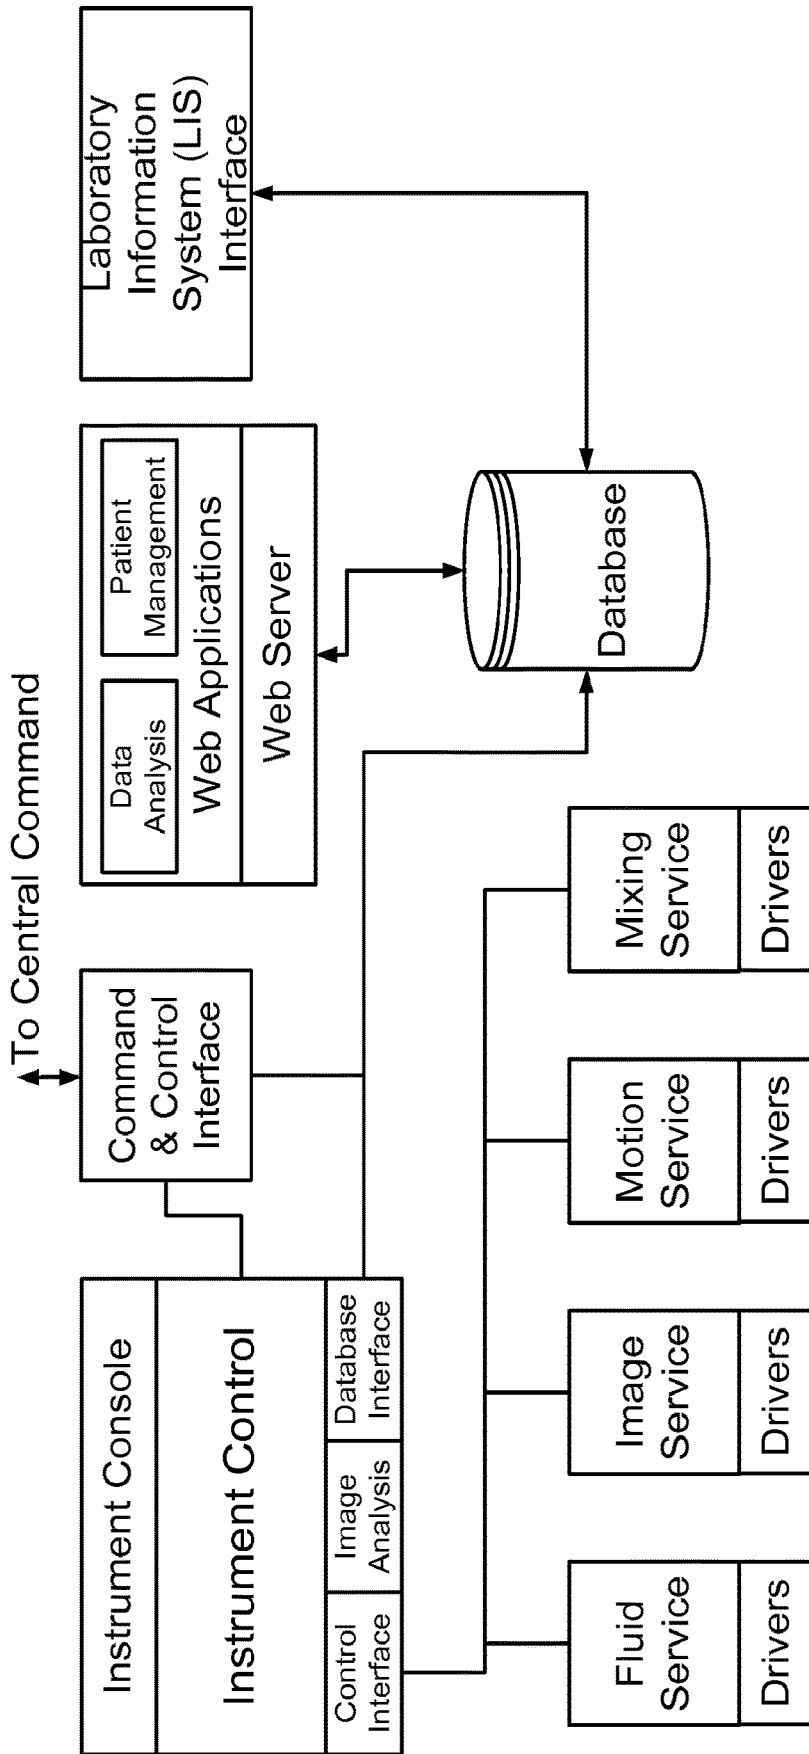 To Central Command
Instrument Console
Instrument Control
Control
Interface
Image
Analysis
Database
Interface
Command
& Control
Interface
Data
Analysis
Patient
Management
Web Applications
Web Server
Laboratory
Information
System (LIS)
Interface
Database
Fluid
Service
Drivers
Image
Service
Drivers
Motion
Service
Drivers
Mixing
Service
Drivers